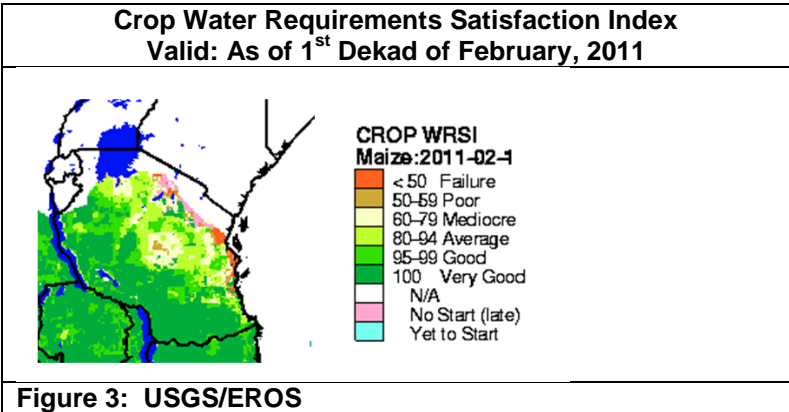 Crop Water Requirements Satisfaction Index
Valid: As of 1st Dekad of February, 2011
CROP WRSI
Maize:2011-02-1
<50 Failure
50-59 Poor
60-79 Mediocre
80-94 Average
95-99 Good
100 Very Good
N/A
No Start (late)
Yet to Start
Figure 3: USGS/EROS